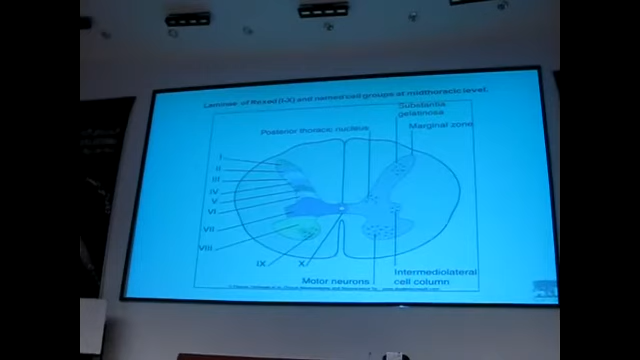 Laminae of Rexed (I-X) and named cell groups at midthoracic level.
Substantia
gelatinosa
Posterior thoracic nucleus
Marginal zone
I
II
III
IV
V
VI
VII
VIII
IX
X
Motor neurons
Intermediolateral
cell column